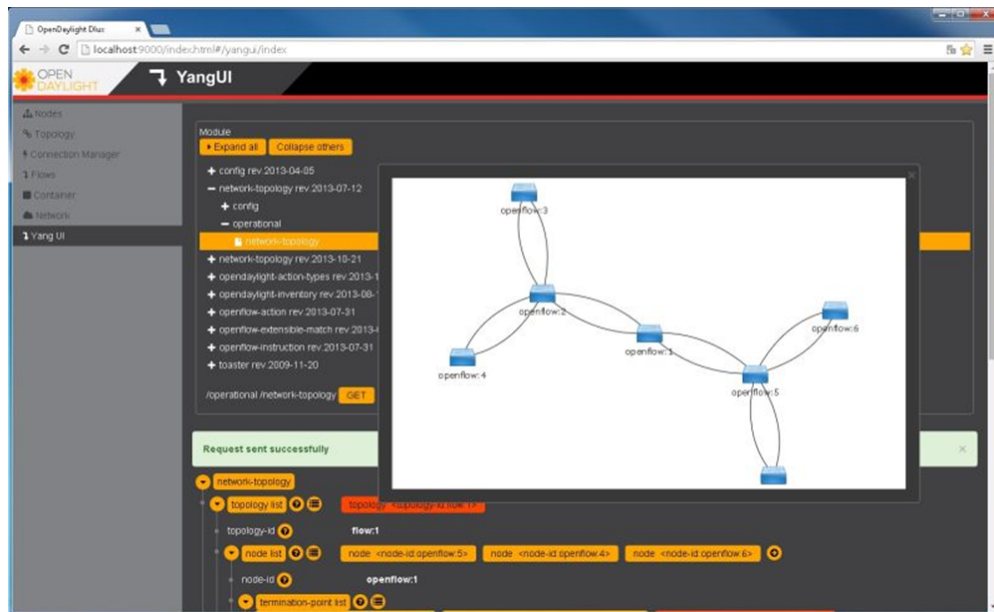 OpenDaylight Dlux
localhost:9000/index.html#/yangui/index
OPEN
DAYLIGHT
YangUI
Nodes
Topology
Connection Manager
Flows
Container
Network
Yang UI
Module
Expand all Collapse others
config rev.2013-04-05
network-topology rev.2013-07-12
config
operational
network-topology
network-topology rev.2013-10-21
opendaylight-action-types rev.2013-1
opendaylight-inventory rev.2013-08-
openflow-action rev.2013-07-31
openflow-extensible-match rev.2013-
openflow-instruction rev.2013-07-31
toaster rev.2009-11-20
/operational /network-topology GET
openflow:3
openflow:2
openflow:6
openflow:1
openflow:4
openflow:5
Request sent successfully
network-topology
topology list topology <topology-id:flow:1>
topology-id flow:1
node list node <node-id:openflow:5> node <node-id:openflow:4> node <node-id:openflow:6>
node-id openflow:1
termination-point list